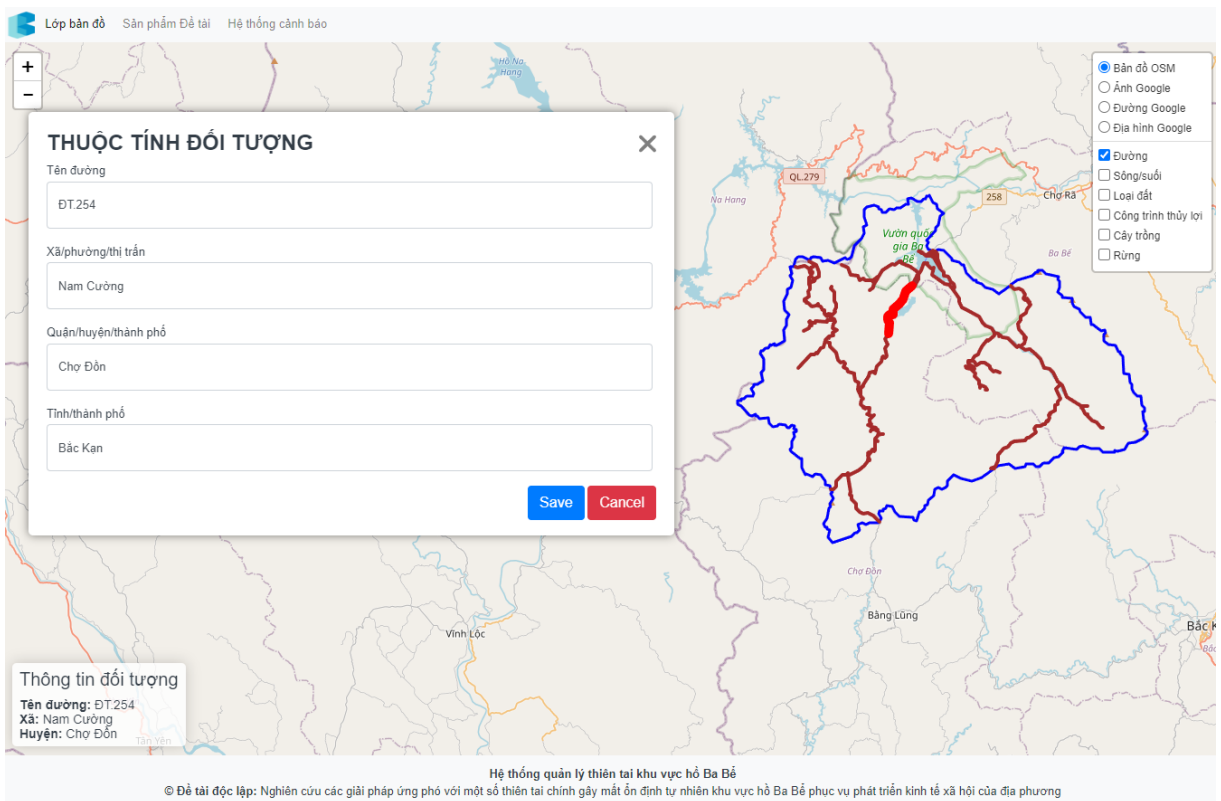 Lớp bản đồ Sản phẩm Đề tài Hệ thống cảnh báo
+
−
Hồ Na
Hang
Bản đồ OSM
Ảnh Google
Đường Google
Địa hình Google
Đường
Sông/suối
Loại đất
Công trình thủy lợi
Cây trồng
Rừng
THUỘC TÍNH ĐỐI TƯỢNG
Tên đường
ĐT.254
Xã/phường/thị trấn
Nam Cường
Quận/huyện/thành phố
Chợ Đồn
Tỉnh/thành phố
Bắc Kạn
Save Cancel
QL.279
Na Hang
258
Chợ Rã
Vườn quốc
gia Ba
Bể
Ba Bể
Chợ Đồn
Bằng Lũng
Bắc K
Bắc
Vĩnh Lộc
Thông tin đối tượng
Tên đường: ĐT.254
Xã: Nam Cường
Huyện: Chợ Đồn
Tân Yên
Hệ thống quản lý thiên tai khu vực hồ Ba Bể
© Đề tài độc lập: Nghiên cứu các giải pháp ứng phó với một số thiên tai chính gây mất ổn định tự nhiên khu vực hồ Ba Bể phục vụ phát triển kinh tế xã hội của địa phương